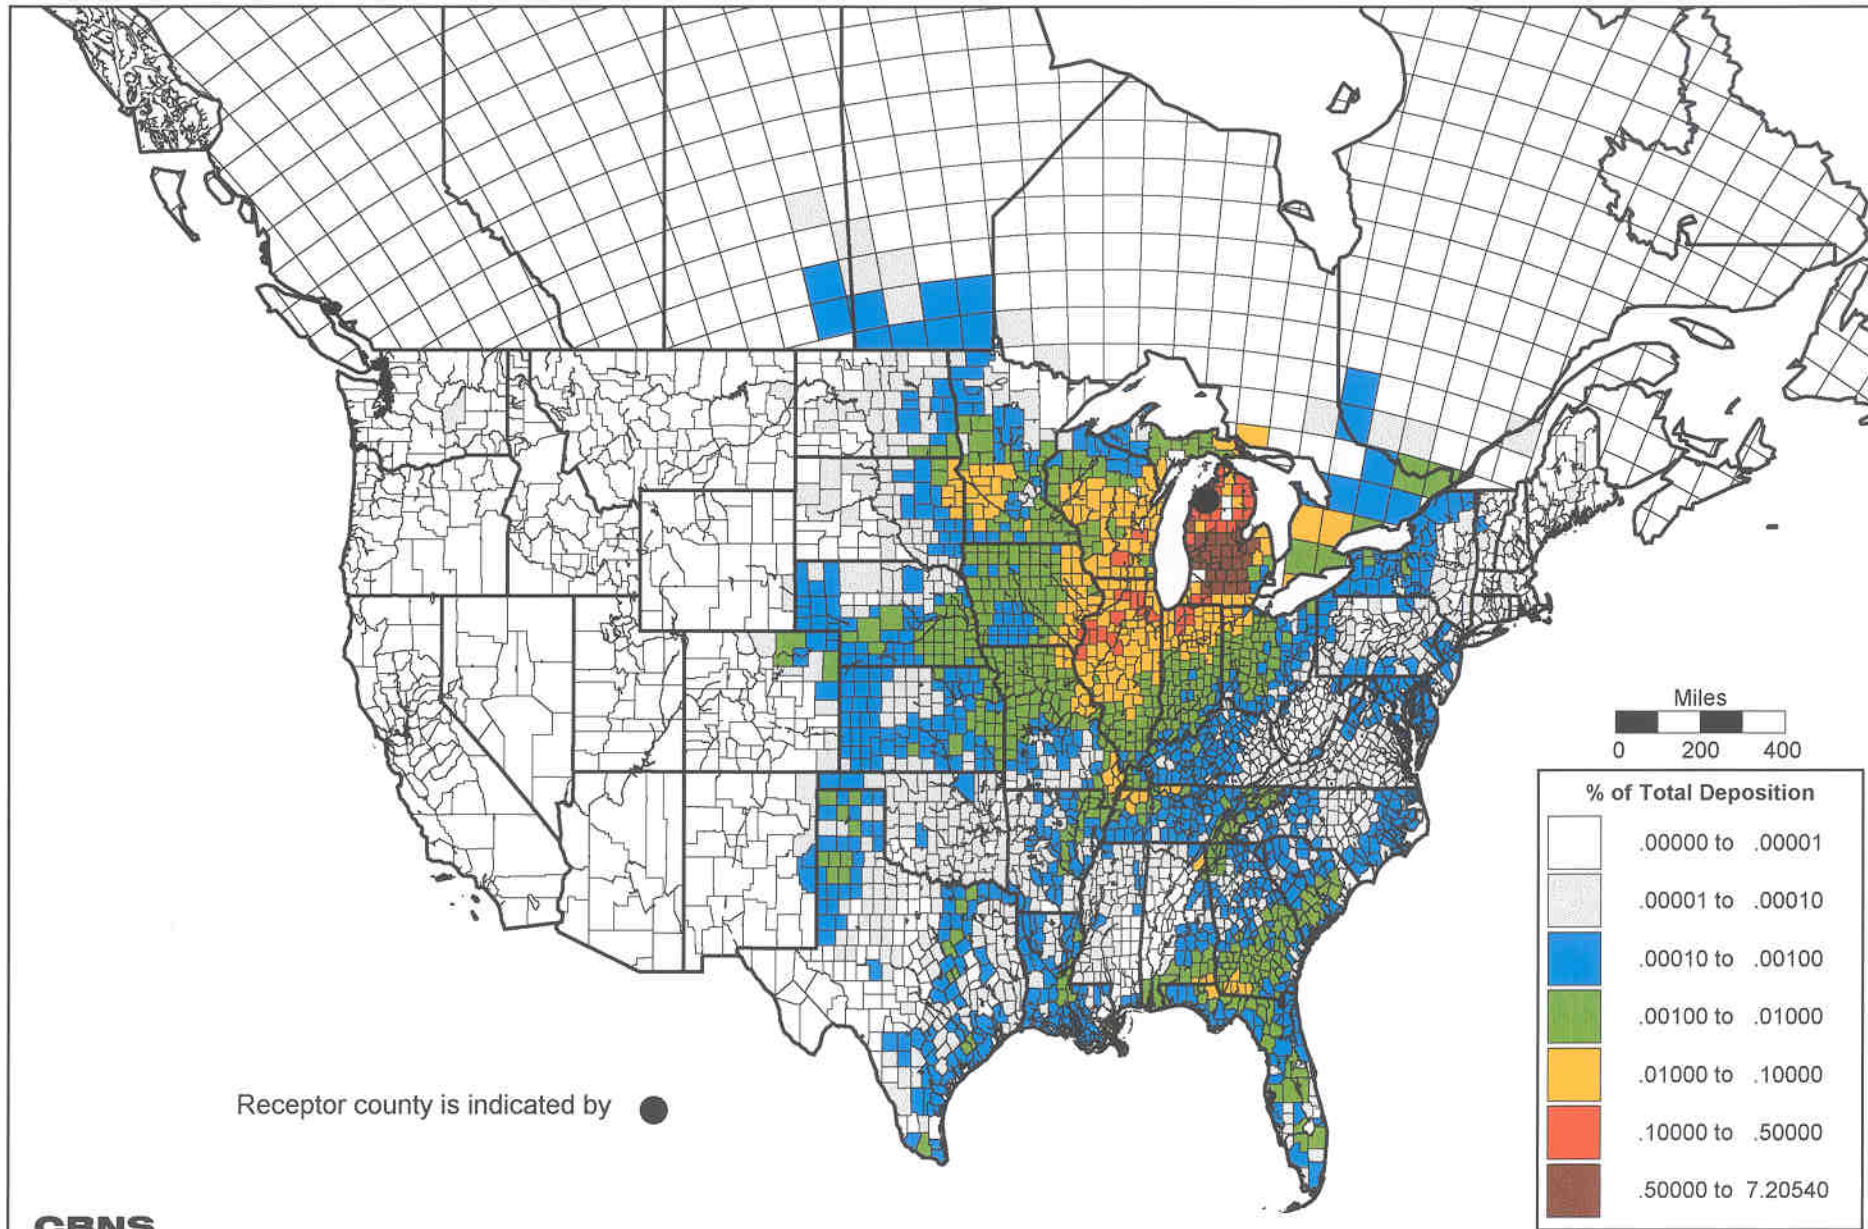 Miles
0 200 400
% of Total Deposition
.00000 to .00001
.00001 to .00010
.00010 to .00100
.00100 to .01000
.01000 to .10000
.10000 to .50000
.50000 to 7.20540
Receptor county is indicated by
CBNS